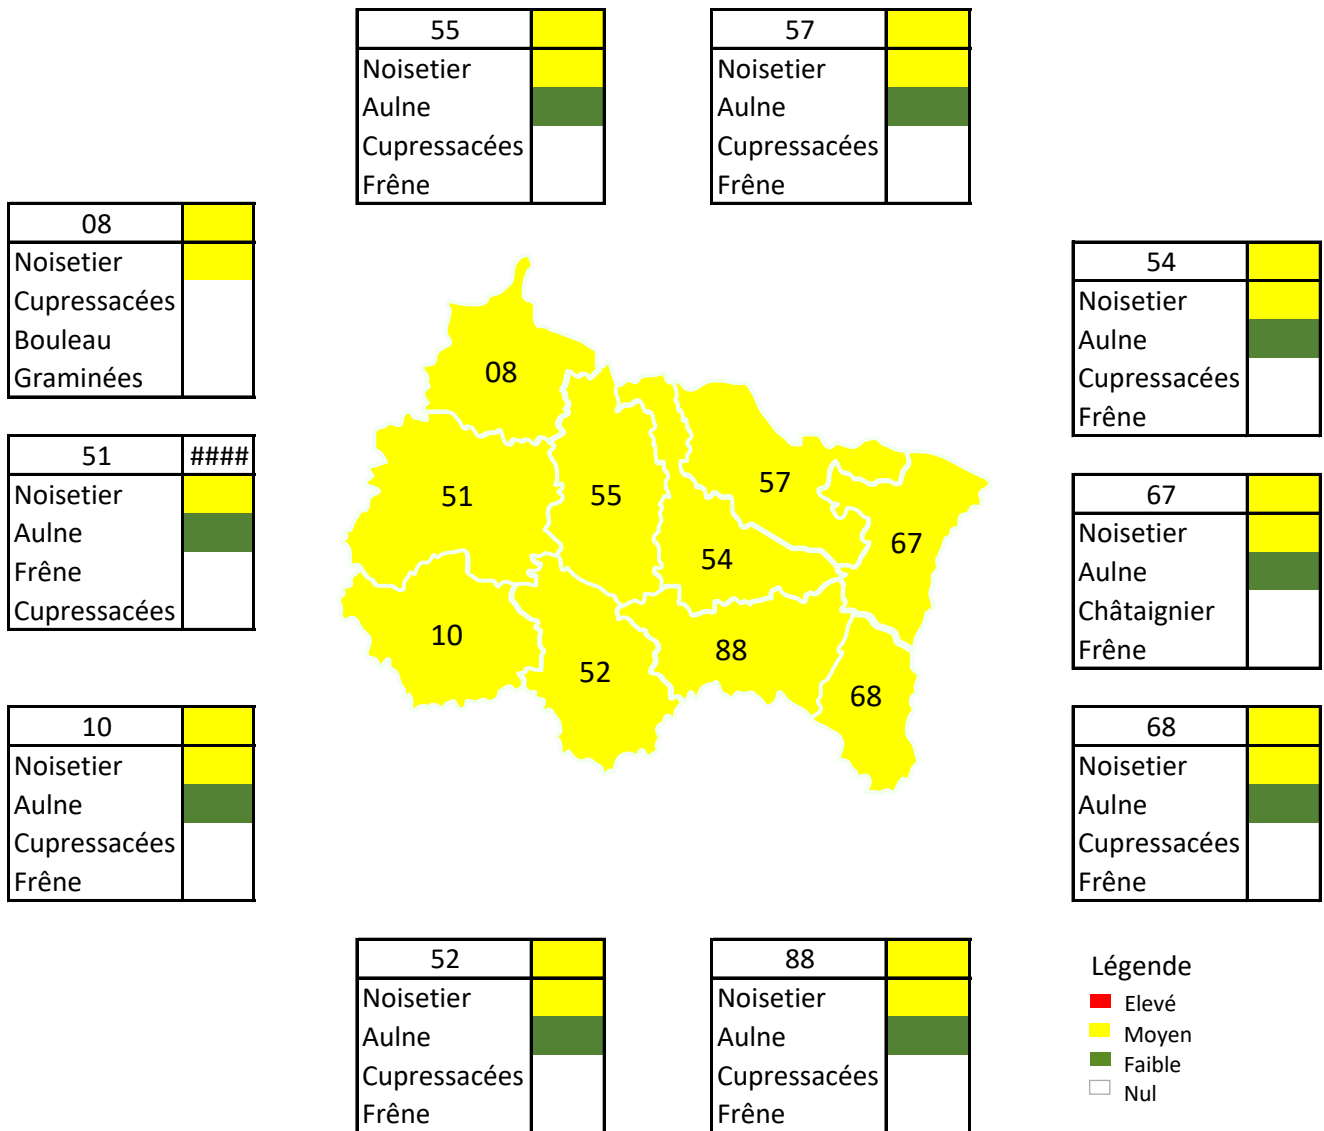 55
Noisetier
Aulne
Cupressacées
Frêne
57
Noisetier
Aulne
Cupressacées
Frêne
08
Noisetier
Cupressacées
Bouleau
Graminées
54
Noisetier
Aulne
Cupressacées
Frêne
51 ####
Noisetier
Aulne
Frêne
Cupressacées
67
Noisetier
Aulne
Châtaignier
Frêne
10
Noisetier
Aulne
Cupressacées
Frêne
68
Noisetier
Aulne
Cupressacées
Frêne
08
51
55
57
54
67
10
52
88
68
52
Noisetier
Aulne
Cupressacées
Frêne
88
Noisetier
Aulne
Cupressacées
Frêne
Légende
Elevé
Moyen
Faible
Nul